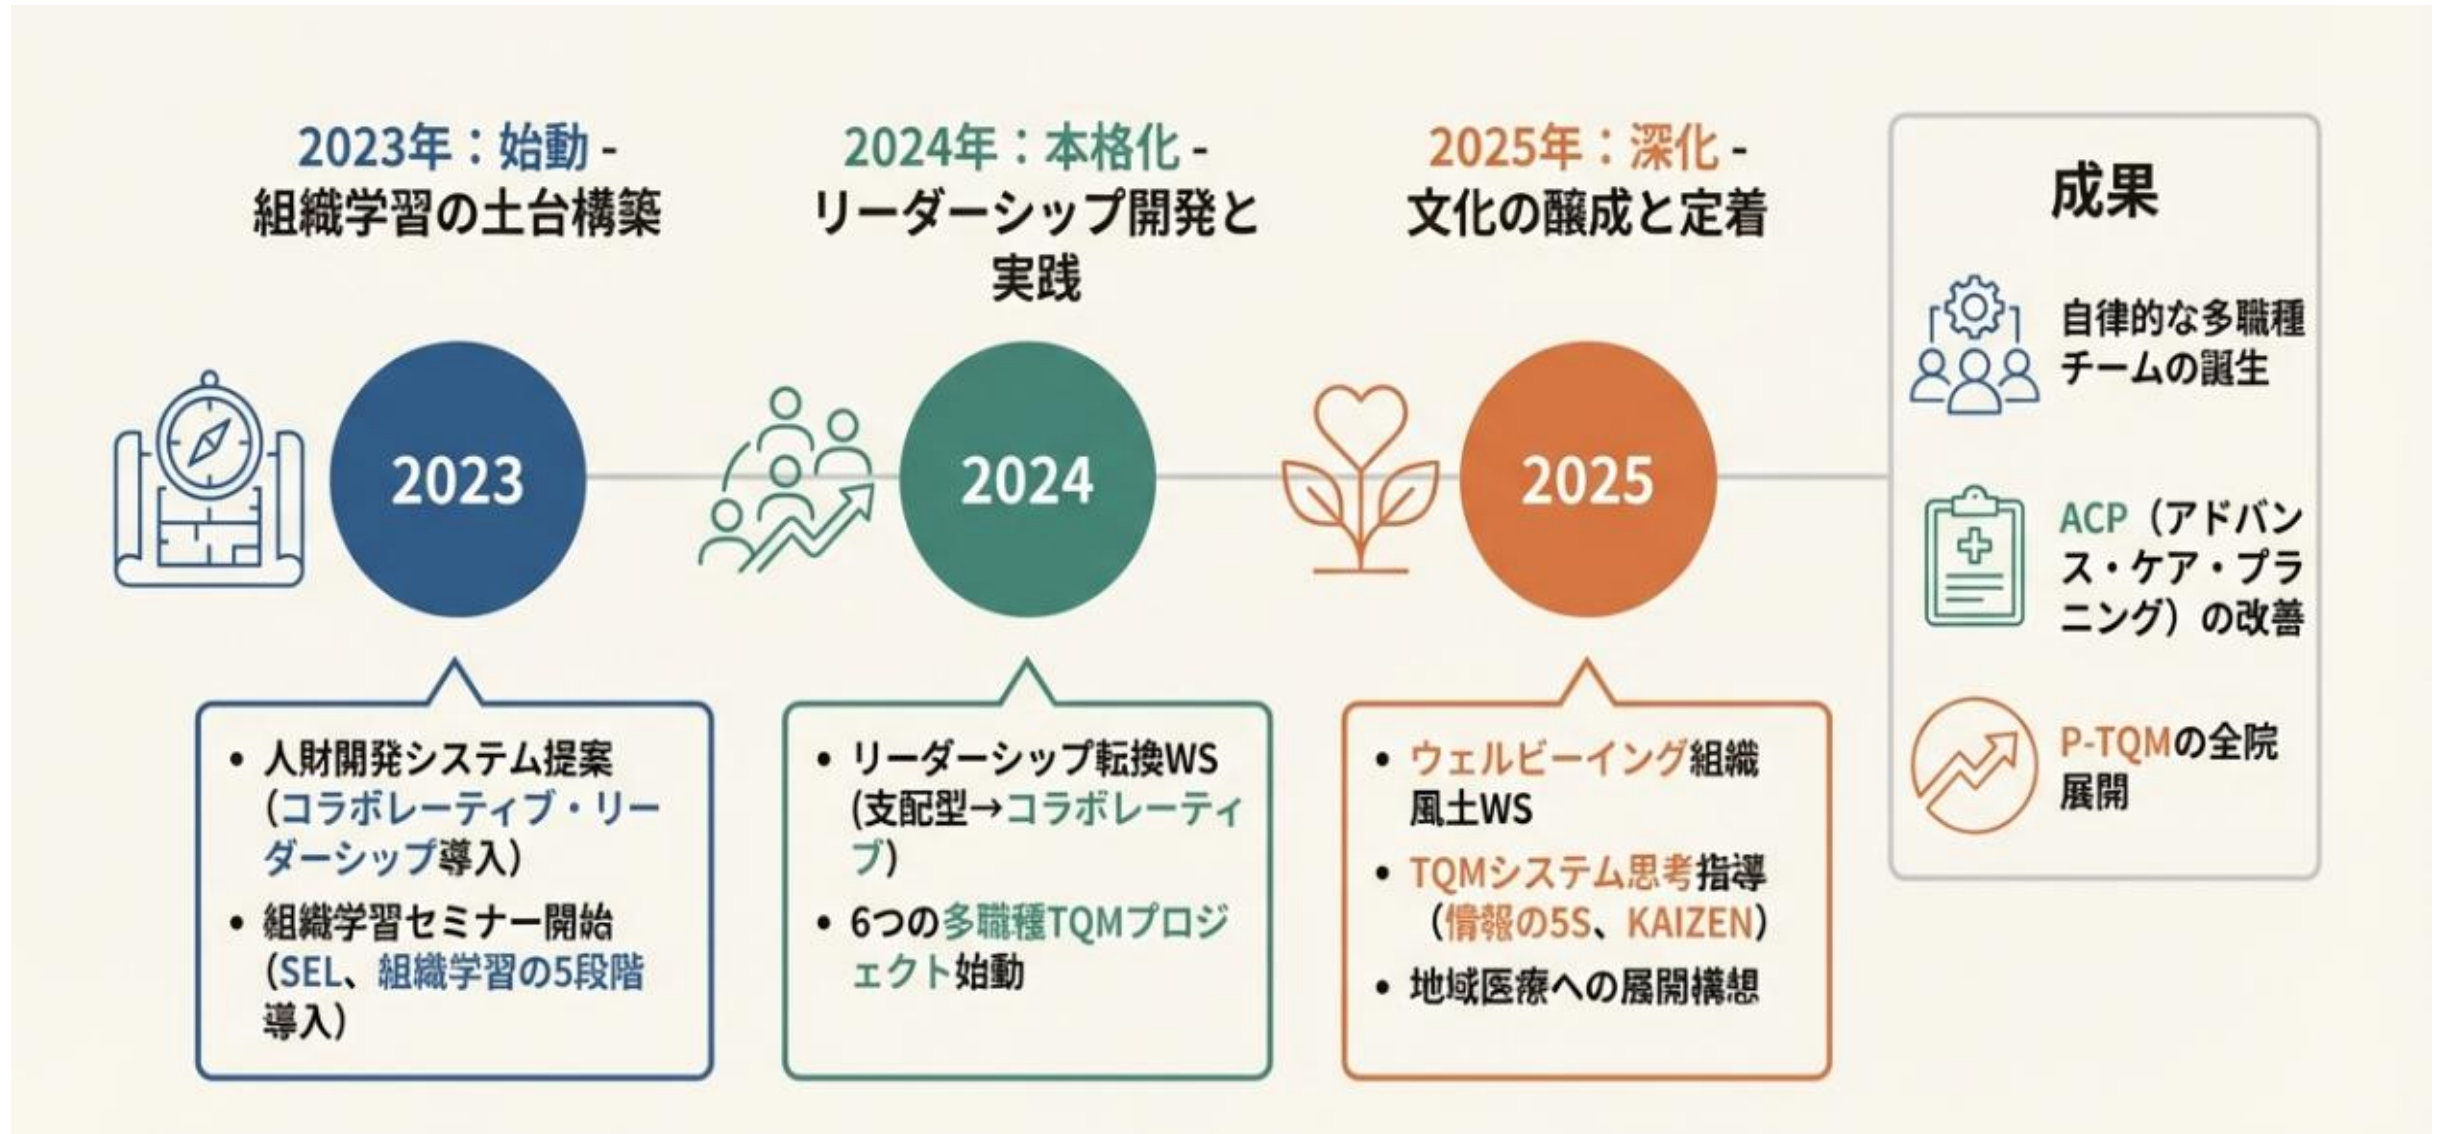 2023年：始動 -
組織学習の土台構築
2023
• 人財開発システム提案
(コラボレーティブ・リー
ダーシップ導入)
• 組織学習セミナー開始
(SEL、組織学習の5段階
導入)
2024年：本格化 -
リーダーシップ開発と
実践
2024
• リーダーシップ転換WS
(支配型→コラボレーティ
ブ)
• 6つの多職種TQMプロジ
ェクト始動
2025年：深化 -
文化の醸成と定着
2025
• ウェルビーイング組織
風土WS
• TQMシステム思考指導
（情報の5S、KAIZEN）
• 地域医療への展開構想
成果
自律的な多職種
チームの誕生
ACP（アドバン
ス・ケア・プラ
ニング）の改善
P-TQMの全院
展開